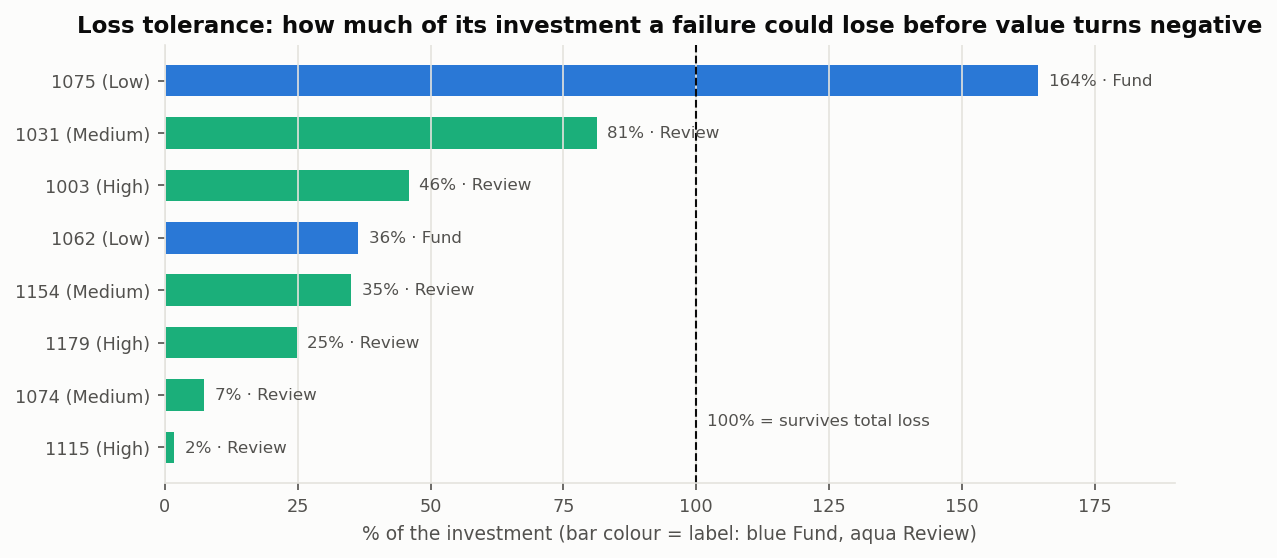 Loss tolerance: how much of its investment a failure could lose before value turns negative
1075 (Low)
164% · Fund
1031 (Medium)
81% · Review
1003 (High)
46% · Review
1062 (Low)
36% · Fund
1154 (Medium)
35% · Review
1179 (High)
25% · Review
1074 (Medium)
7% · Review
100% = survives total loss
1115 (High)
2% · Review
0 25 50 75 100 125 150 175
% of the investment (bar colour = label: blue Fund, aqua Review)